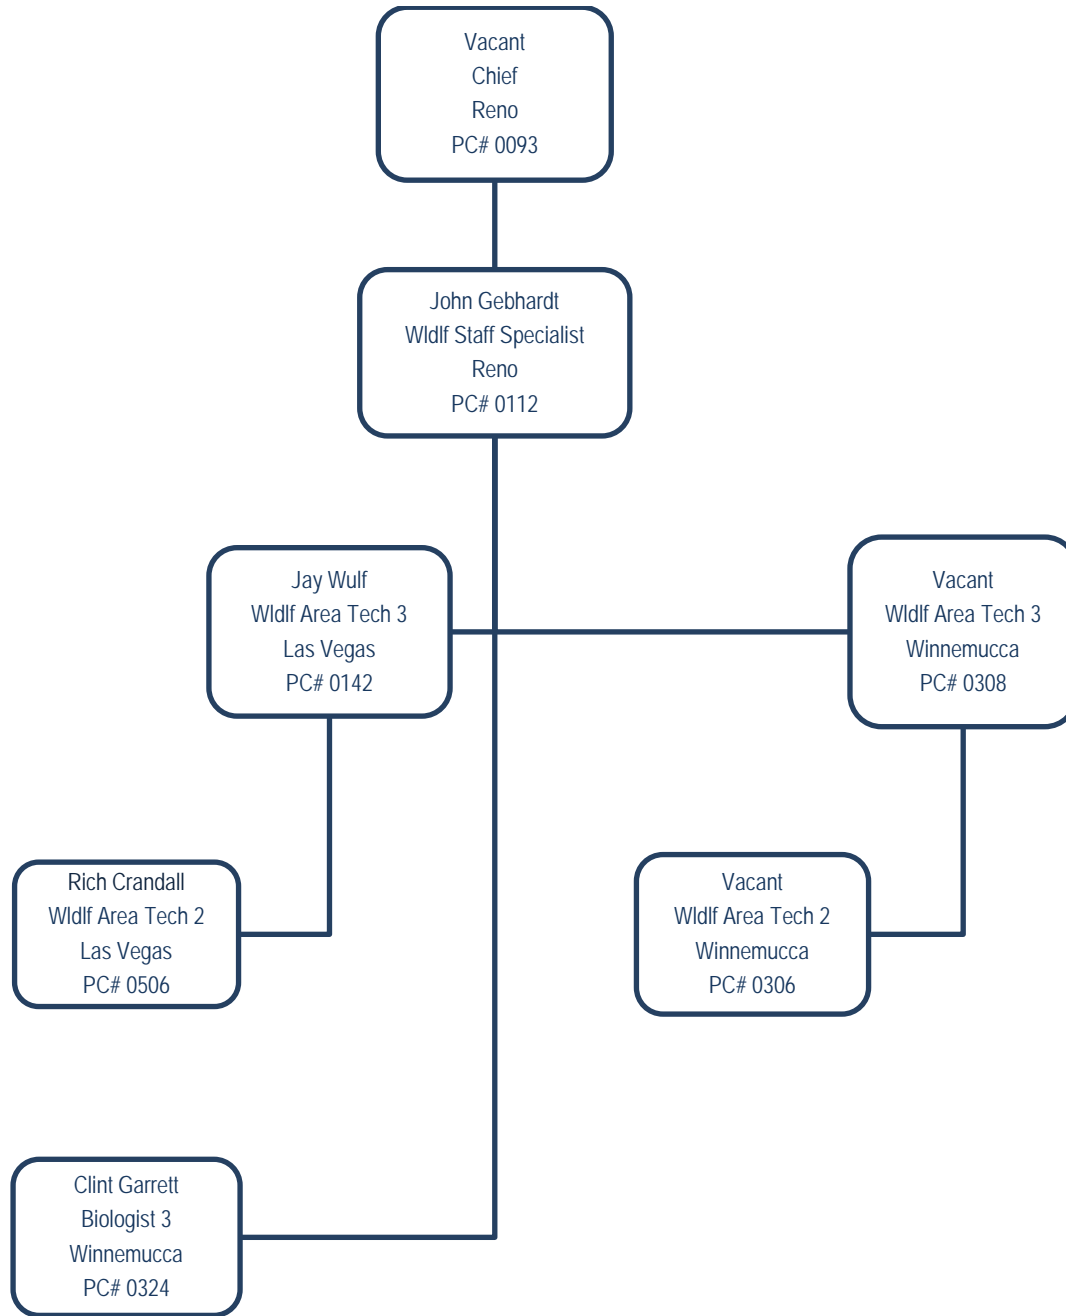 Vacant
Chief
Reno
PC# 0093
John Gebhardt
Wldlf Staff Specialist
Reno
PC# 0112
Jay Wulf
Wldlf Area Tech 3
Las Vegas
PC# 0142
Vacant
Wldlf Area Tech 3
Winnemucca
PC# 0308
Rich Crandall
Wldlf Area Tech 2
Las Vegas
PC# 0506
Vacant
Wldlf Area Tech 2
Winnemucca
PC# 0306
Clint Garrett
Biologist 3
Winnemucca
PC# 0324